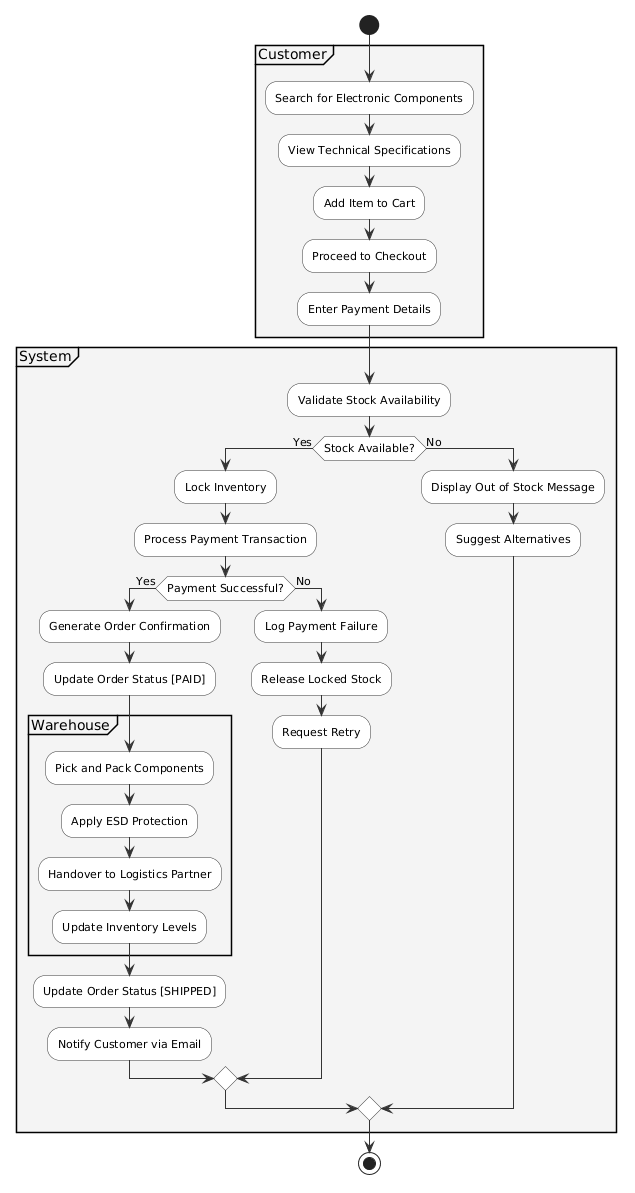 Customer
Search for Electronic Components
View Technical Specifications
Add Item to Cart
Proceed to Checkout
Enter Payment Details
System
Validate Stock Availability
Yes
Stock Available?
No
Lock Inventory
Display Out of Stock Message
Process Payment Transaction
Suggest Alternatives
Yes
Payment Successful?
No
Generate Order Confirmation
Log Payment Failure
Update Order Status [PAID]
Release Locked Stock
Warehouse
Request Retry
Pick and Pack Components
Apply ESD Protection
Handover to Logistics Partner
Update Inventory Levels
Update Order Status [SHIPPED]
Notify Customer via Email